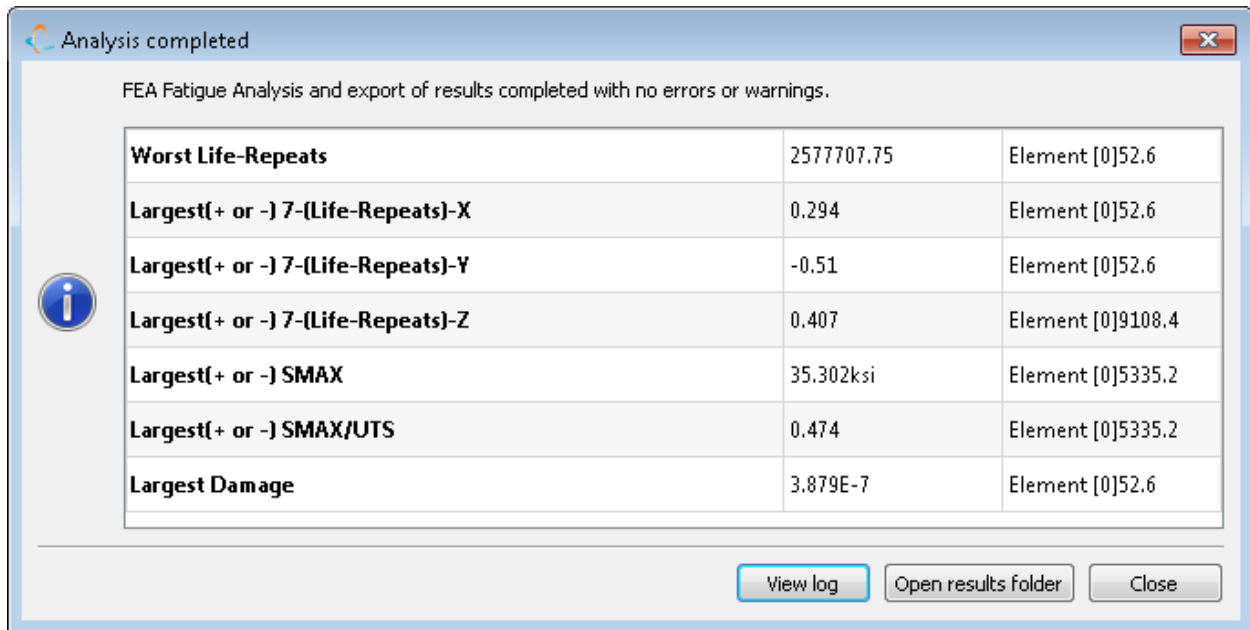 Analysis completed
FEA Fatigue Analysis and export of results completed with no errors or warnings.
Worst Life-Repeats 2577707.75 Element [0]52.6
Largest(+ or -) 7-(Life-Repeats)-X 0.294 Element [0]52.6
Largest(+ or -) 7-(Life-Repeats)-Y -0.51 Element [0]52.6
Largest(+ or -) 7-(Life-Repeats)-Z 0.407 Element [0]9108.4
Largest(+ or -) SMAX 35.302ksi Element [0]5335.2
Largest(+ or -) SMAX/UTS 0.474 Element [0]5335.2
Largest Damage 3.879E-7 Element [0]52.6
View log Open results folder Close